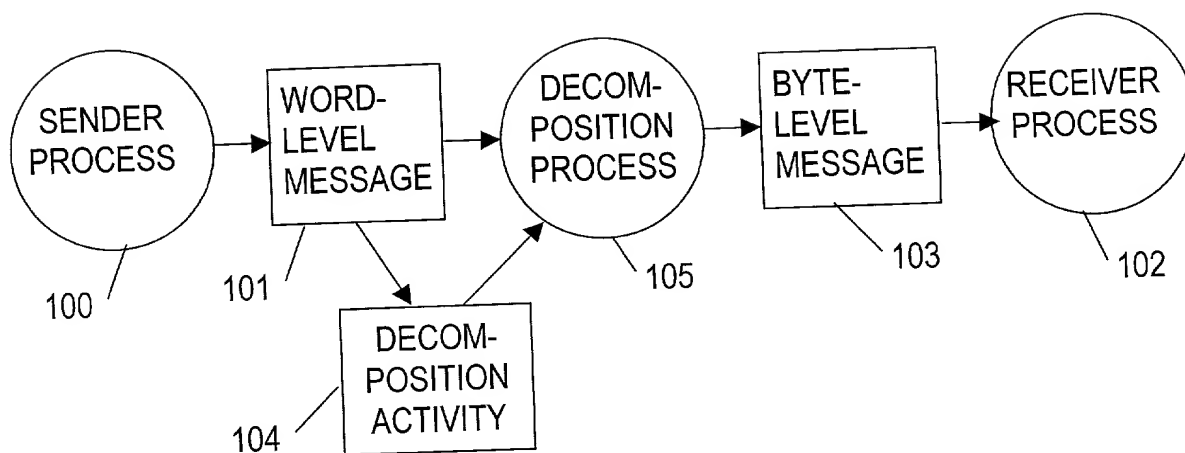 SENDER
PROCESS
WORD-
LEVEL
MESSAGE
DECOM-
POSITION
PROCESS
BYTE-
LEVEL
MESSAGE
RECEIVER
PROCESS
100
101
105
103
102
DECOM-
POSITION
ACTIVITY
104